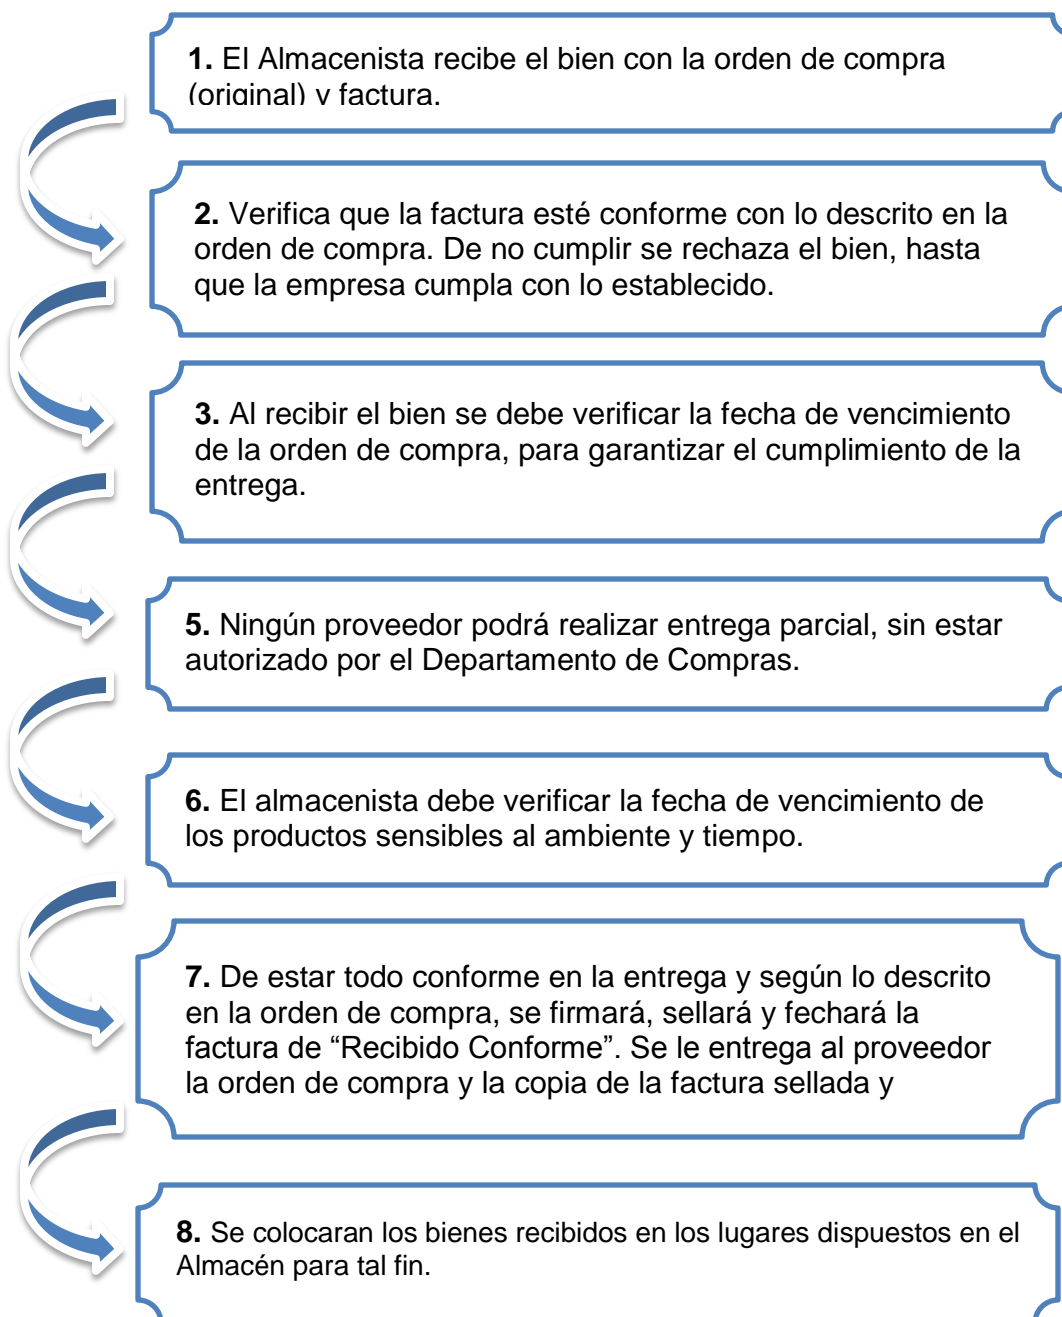 1. El Almacenista recibe el bien con la orden de compra
(original) y factura.
2. Verifica que la factura esté conforme con lo descrito en la
orden de compra. De no cumplir se rechaza el bien, hasta
que la empresa cumpla con lo establecido.
3. Al recibir el bien se debe verificar la fecha de vencimiento
de la orden de compra, para garantizar el cumplimiento de la
entrega.
5. Ningún proveedor podrá realizar entrega parcial, sin estar
autorizado por el Departamento de Compras.
6. El almacenista debe verificar la fecha de vencimiento de
los productos sensibles al ambiente y tiempo.
7. De estar todo conforme en la entrega y según lo descrito
en la orden de compra, se firmará, sellará y fechará la
factura de “Recibido Conforme”. Se le entrega al proveedor
la orden de compra y la copia de la factura sellada y
8. Se colocaran los bienes recibidos en los lugares dispuestos en el
Almacén para tal fin.